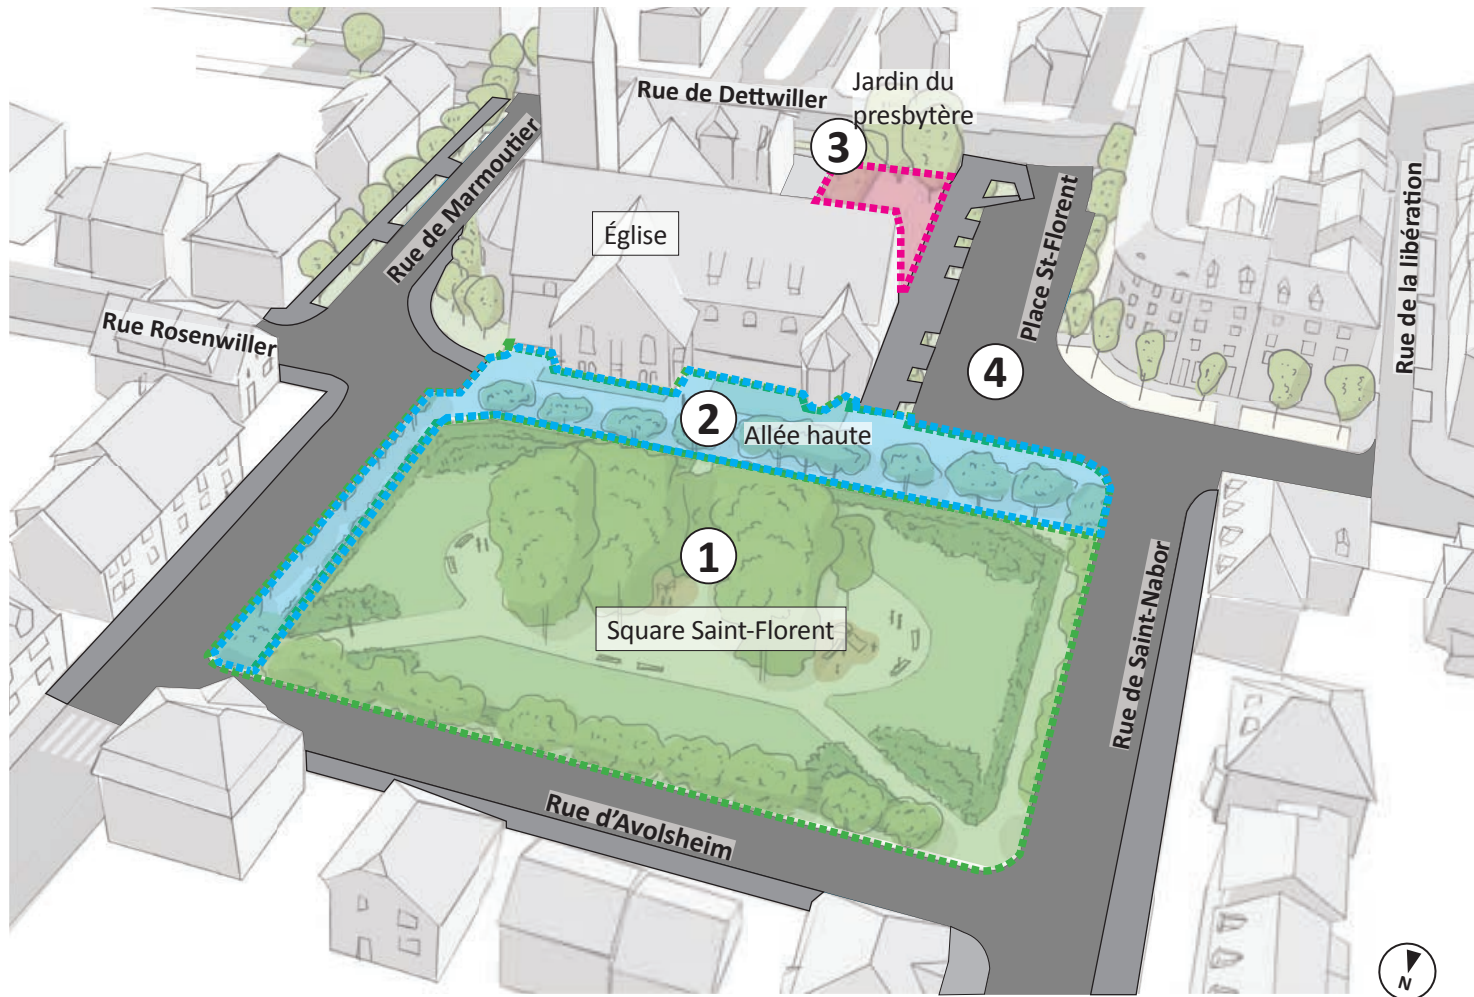 Rue de Dettwiller
Jardin du
presbytère
3
Rue de Marmoutier
Église
Place St-Florent
Rue de la libération
Rue Rosenwiller
4
2
Allée haute
1
Square Saint-Florent
Rue de Saint-Nabor
Rue d'Avolsheim
N